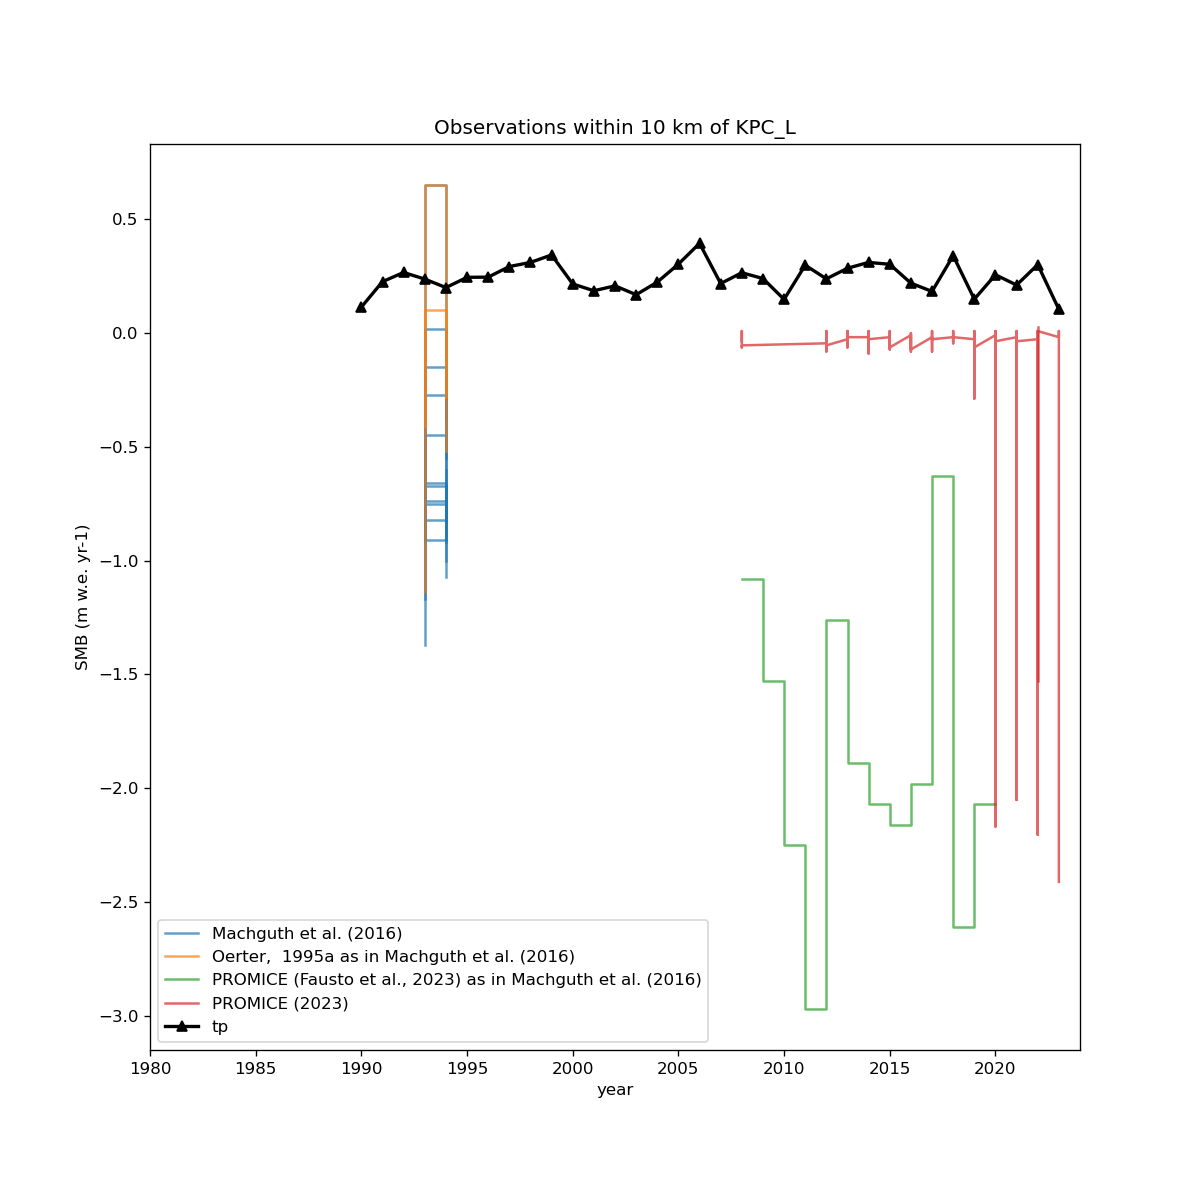 Observations within 10 km of KPC_L
0.5
0.0
−0.5
−1.0
−1.5
−2.0
−2.5
−3.0
SMB (m w.e. yr-1)
Machguth et al. (2016)
Oerter,  1995a as in Machguth et al. (2016)
PROMICE (Fausto et al., 2023) as in Machguth et al. (2016)
PROMICE (2023)
tp
1980 1985 1990 1995 2000 2005 2010 2015 2020
year